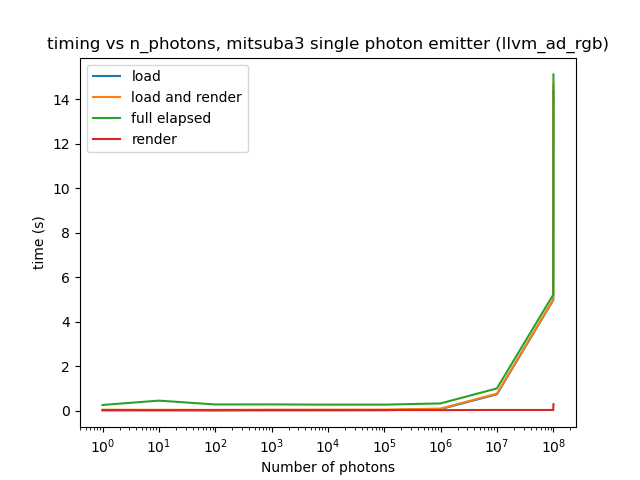 timing vs n_photons, mitsuba3 single photon emitter (llvm_ad_rgb)
load
load and render
full elapsed
render
14
12
10
8
6
4
2
0
time (s)
10⁰ 10¹ 10² 10³ 10⁴ 10⁵ 10⁶ 10⁷ 10⁸
Number of photons